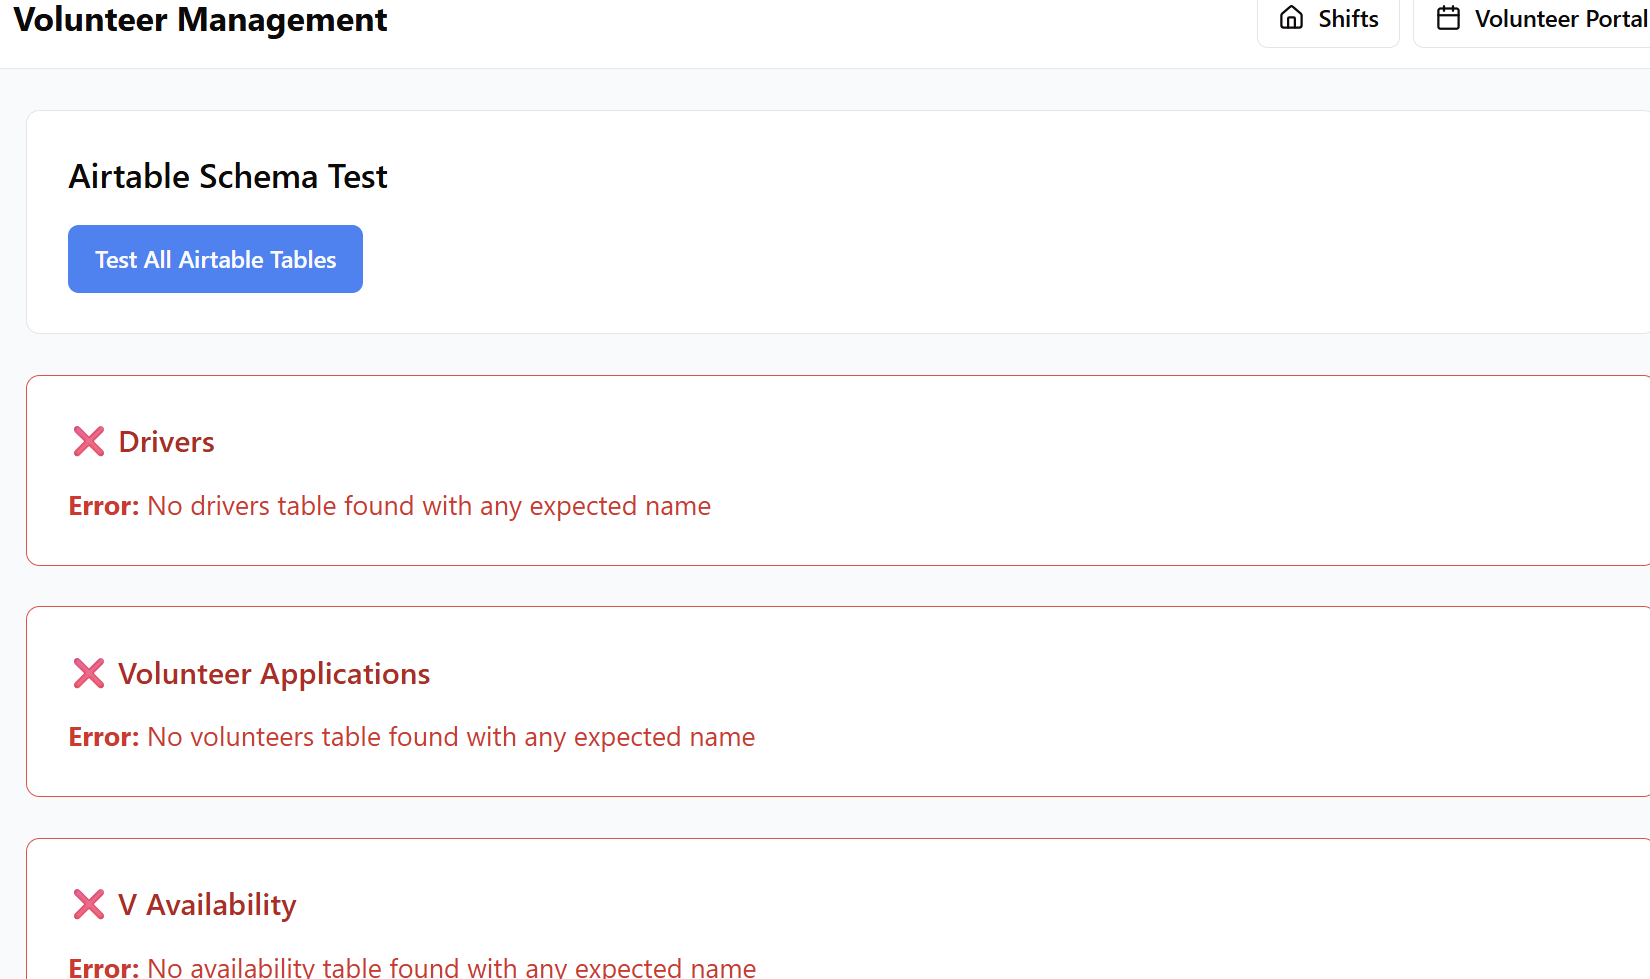 Volunteer Management
Shifts
Volunteer Portal
Airtable Schema Test
Test All Airtable Tables
Drivers
Error: No drivers table found with any expected name
Volunteer Applications
Error: No volunteers table found with any expected name
V Availability
Error: No availability table found with any expected name